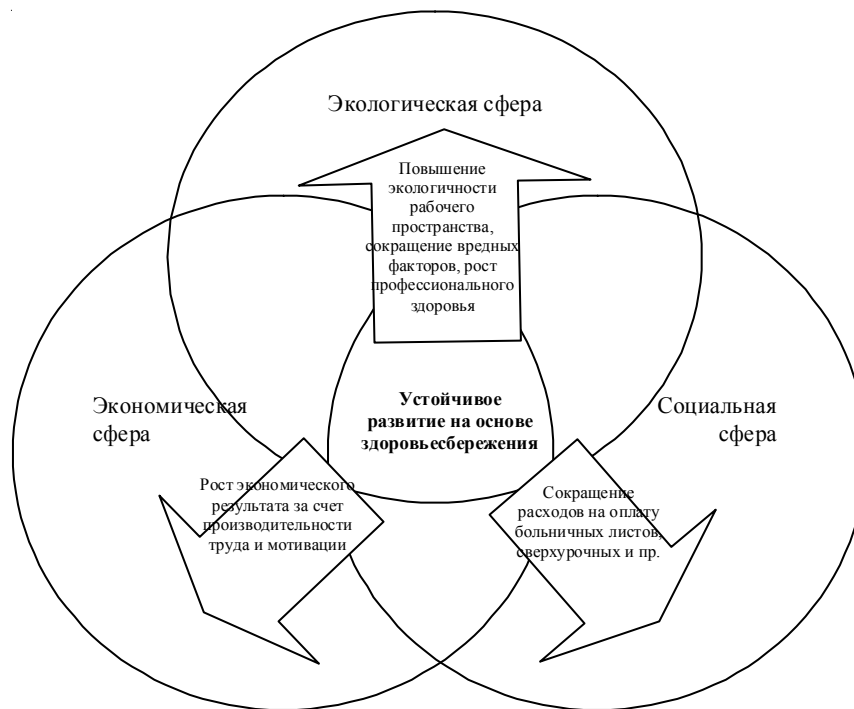 Экологическая сфера
Повышение
экологичности
рабочего
пространства,
сокращение вредных
факторов, рост
профессионального
здоровья
Экономическая
сфера
Устойчивое
развитие на основе
здоровьесбережения
Социальная
сфера
Рост экономического
результата за счет
производительности
труда и мотивации
Сокращение
расходов на оплату
больничных листов,
сверхурочных и пр.